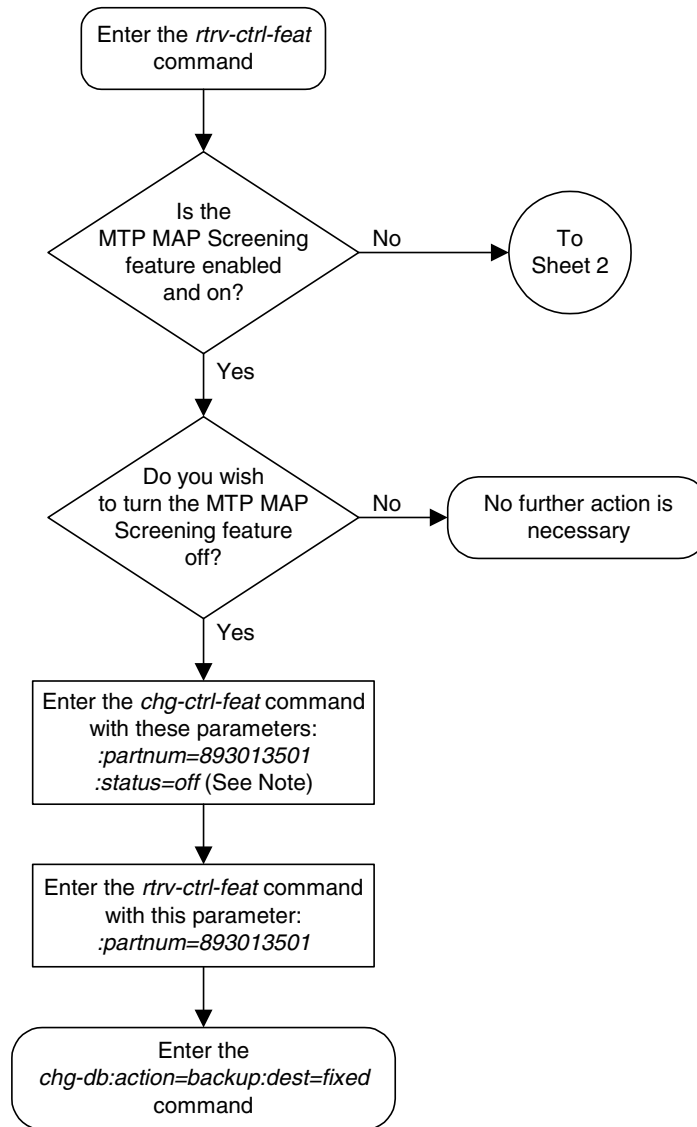 Enter the rtrv-ctrl-feat
command
Is the
MTP MAP Screening
feature enabled
and on?
No
To
Sheet 2
Yes
Do you wish
to turn the MTP MAP
Screening feature
off?
No
No further action is
necessary
Yes
Enter the chg-ctrl-feat command
with these parameters:
:partnum=893013501
:status=off (See Note)
Enter the rtrv-ctrl-feat command
with this parameter:
:partnum=893013501
Enter the
chg-db:action=backup:dest=fixed
command